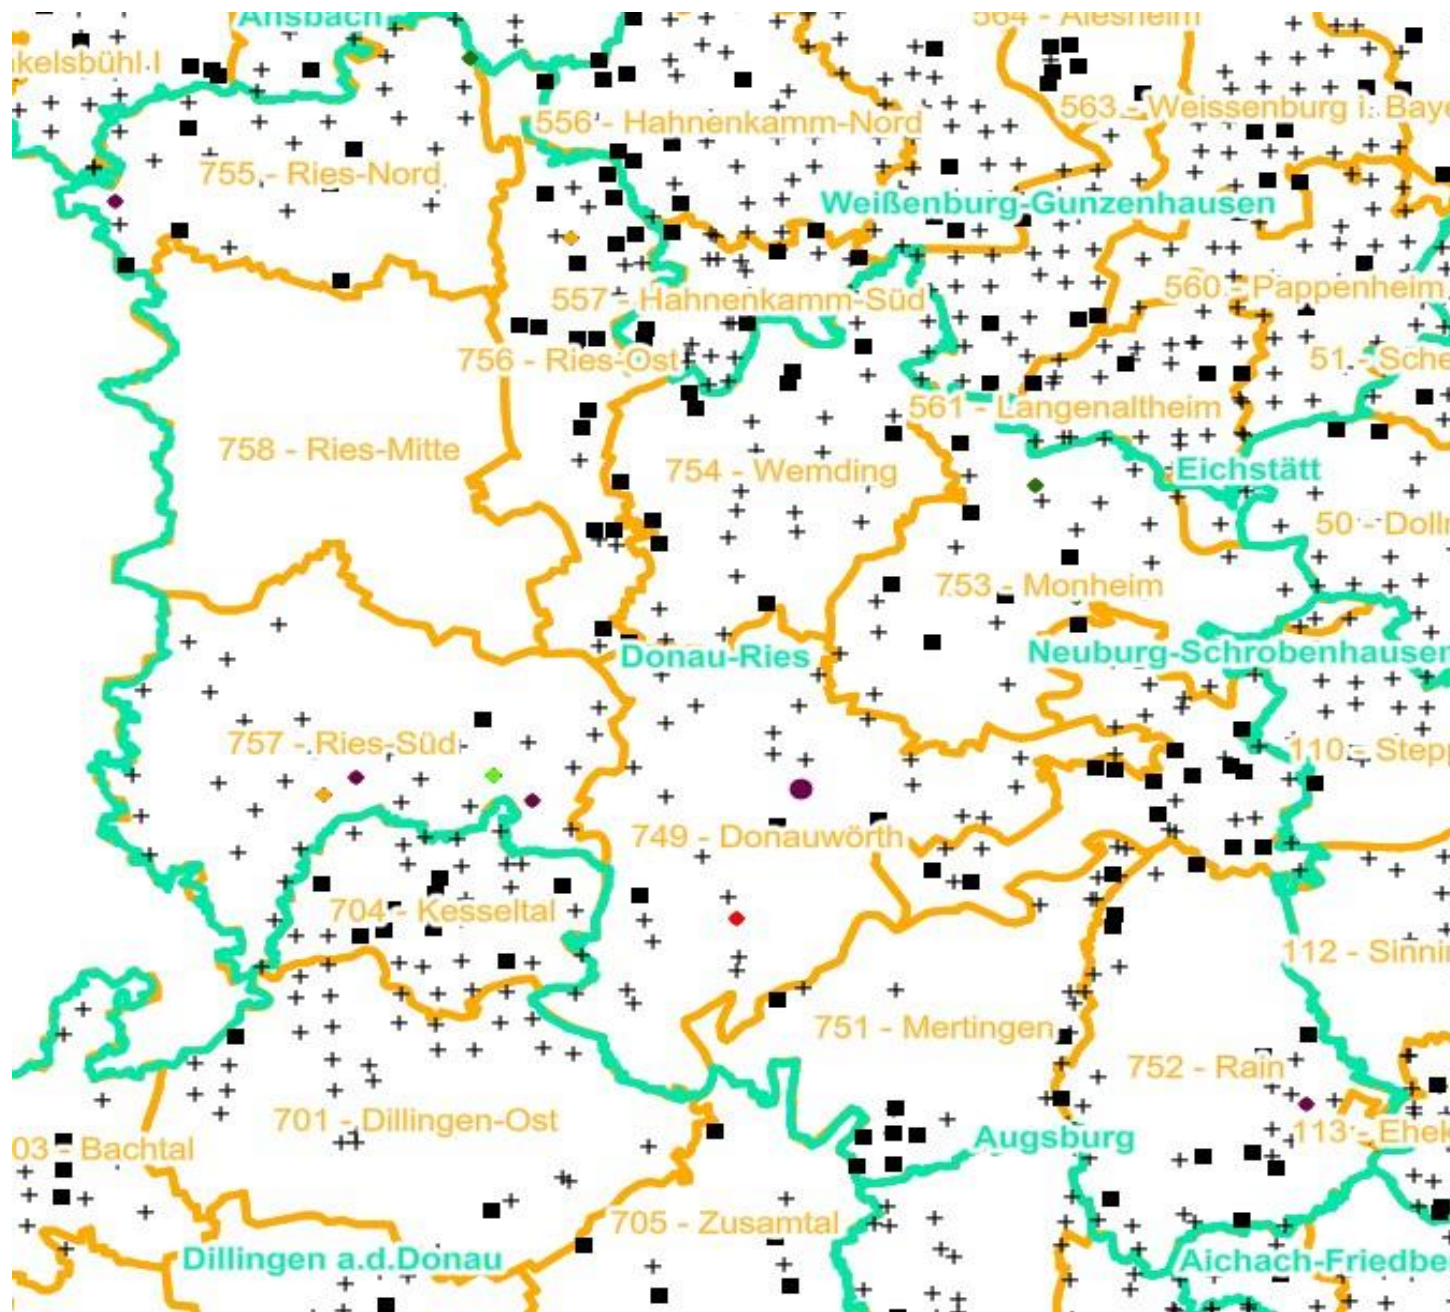 Ansbach
564 - Alesheim
nkelsbühl I
563 - Weissenburg i. Baye
556 - Hahnenkamm-Nord
755 - Ries-Nord
Weißenburg-Gunzenhausen
560 - Pappenheim
557 - Hahnenkamm-Süd
756 - Ries-Ost
51 - Sche
561 - Langenaltheim
758 - Ries-Mitte
754 - Wemding
Eichstätt
50 - Dolln
753 - Monheim
Donau-Ries
Neuburg-Schrobenhausen
757 - Ries-Süd
110 - Stepp
749 - Donauwörth
704 - Kesseltal
112 - Sinnin
751 - Mertingen
752 - Rain
701 - Dillingen-Ost
113 - Ehek
Augsburg
03 - Bachtal
705 - Zusamtal
Dillingen a.d.Donau
Aichach-Friedbe